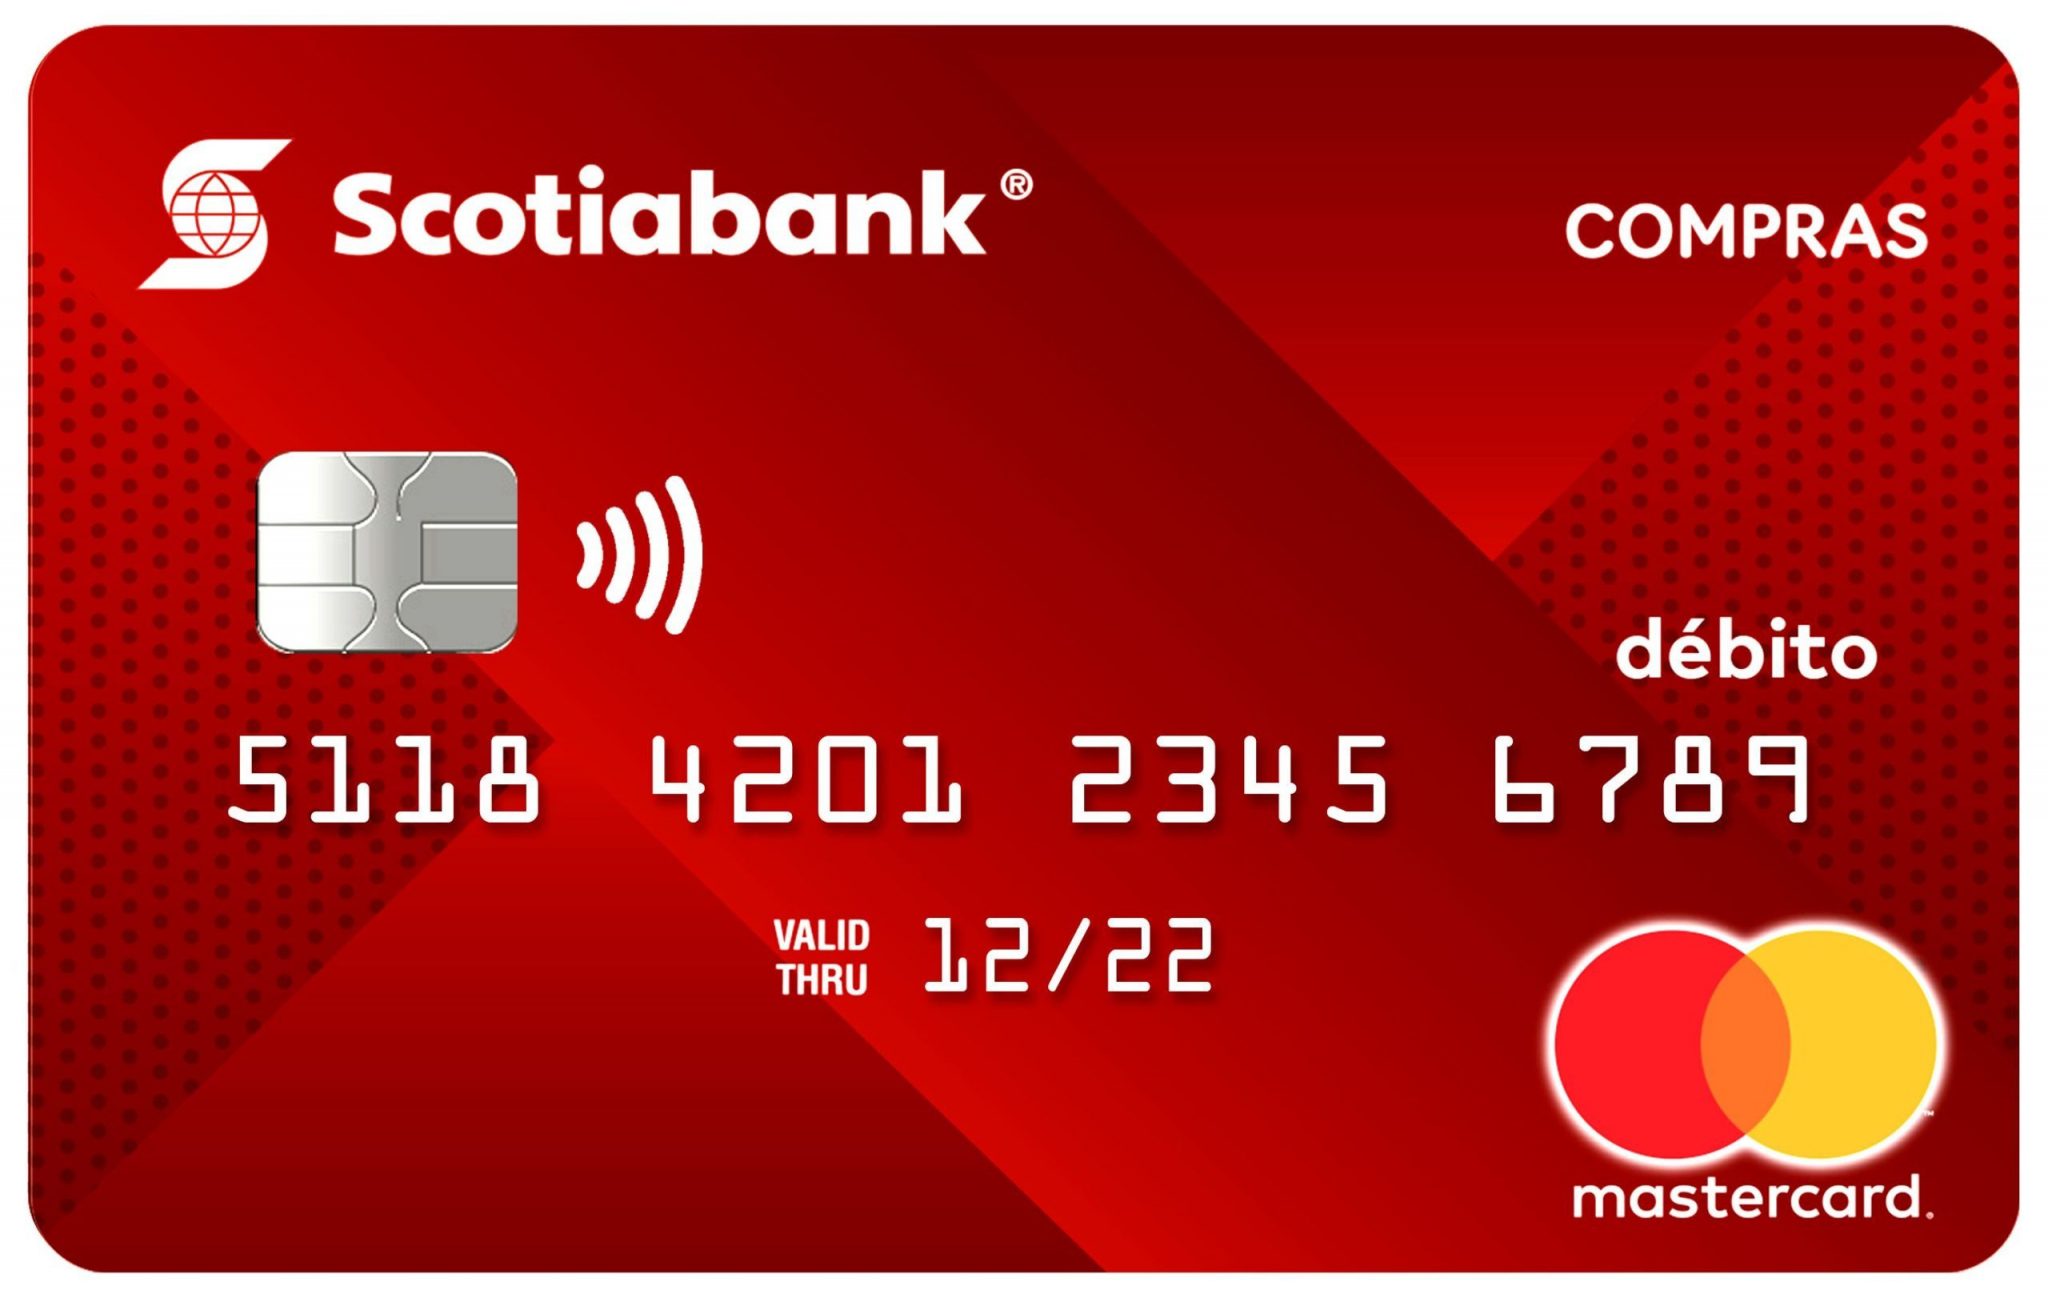 Scotiabank®
COMPRAS
débito
5118 4201 2345 6789
VALID
THRU
12/22
mastercard.